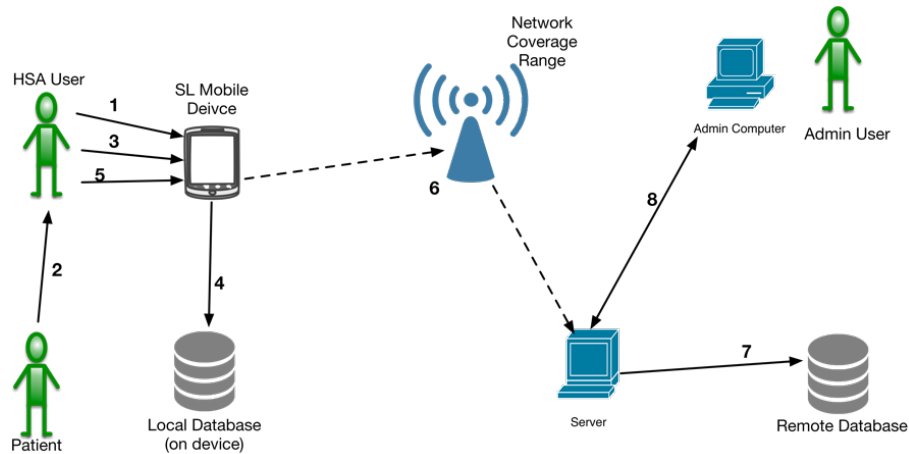 Network
Coverage
Range
HSA User
SL Mobile
Deivce
1
3
5
Admin Computer
Admin User
6
8
2
4
7
Patient
Local Database
(on device)
Server
Remote Database